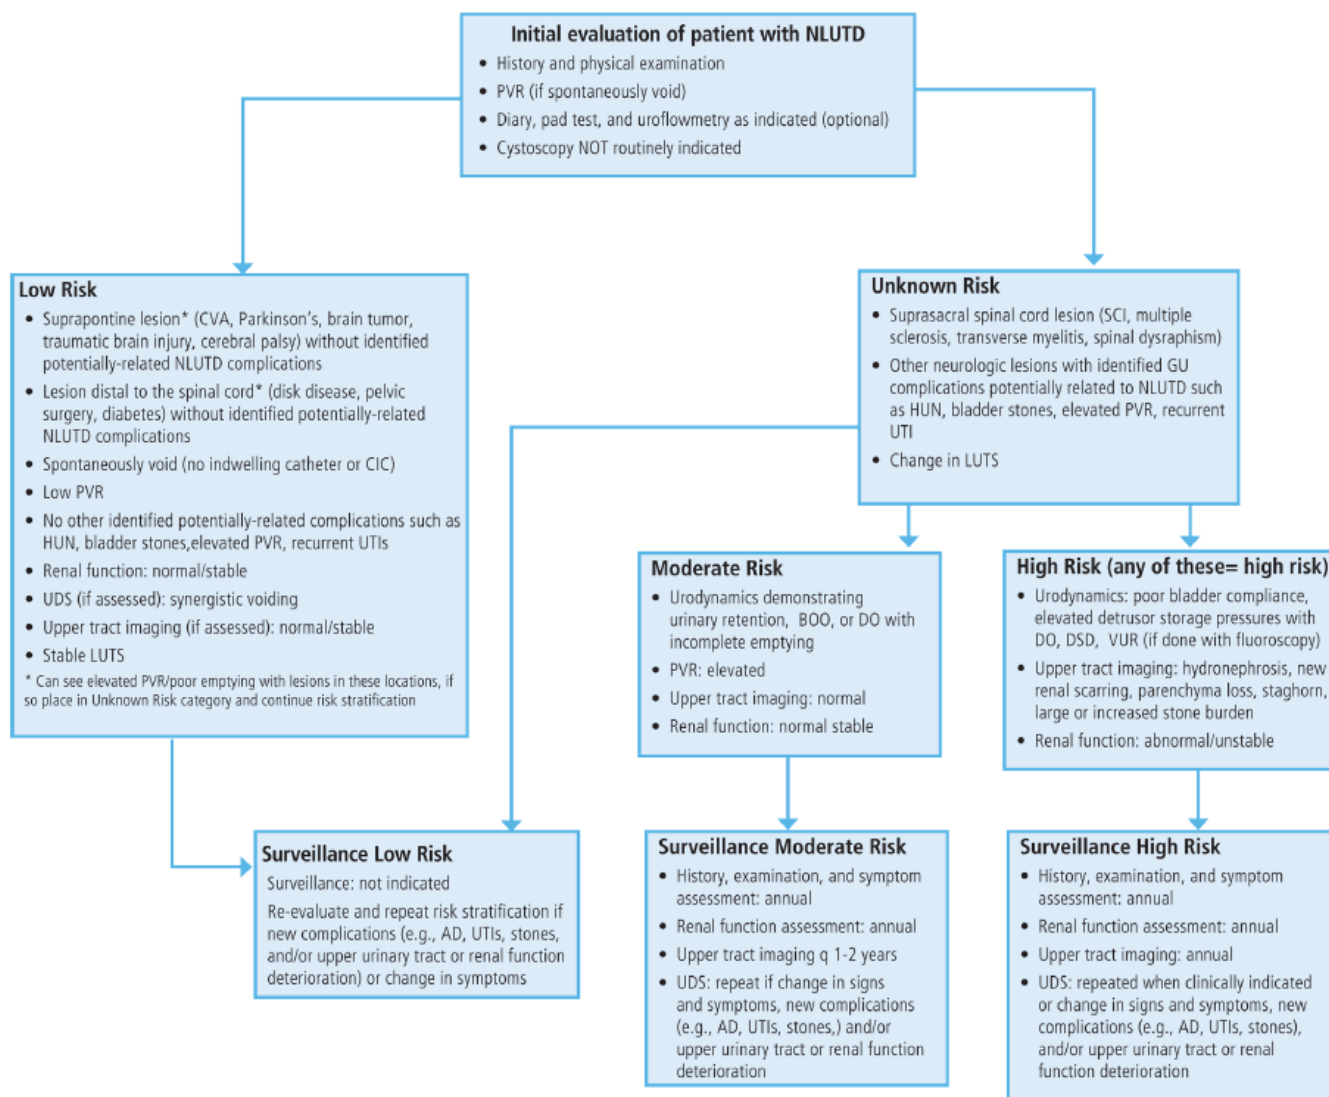 Initial evaluation of patient with NLUTD
• History and physical examination
• PVR (if spontaneously void)
• Diary, pad test, and uroflowmetry as indicated (optional)
• Cystoscopy NOT routinely indicated
Low Risk
• Suprapontine lesion* (CVA, Parkinson's, brain tumor,
traumatic brain injury, cerebral palsy) without identified
potentially-related NLUTD complications
• Lesion distal to the spinal cord* (disk disease, pelvic
surgery, diabetes) without identified potentially-related
NLUTD complications
• Spontaneously void (no indwelling catheter or CIC)
• Low PVR
• No other identified potentially-related complications such as
HUN, bladder stones,elevated PVR, recurrent UTIs
• Renal function: normal/stable
• UDS (if assessed): synergistic voiding
• Upper tract imaging (if assessed): normal/stable
• Stable LUTS
* Can see elevated PVR/poor emptying with lesions in these locations, if
so place in Unknown Risk category and continue risk stratification
Unknown Risk
• Suprasacral spinal cord lesion (SCI, multiple
sclerosis, transverse myelitis, spinal dysraphism)
• Other neurologic lesions with identified GU
complications potentially related to NLUTD such
as HUN, bladder stones, elevated PVR, recurrent
UTI
• Change in LUTS
Moderate Risk
• Urodynamics demonstrating
urinary retention, BOO, or DO with
incomplete emptying
• PVR: elevated
• Upper tract imaging: normal
• Renal function: normal stable
High Risk (any of these= high risk)
• Urodynamics: poor bladder compliance,
elevated detrusor storage pressures with
DO, DSD, VUR (if done with fluoroscopy)
• Upper tract imaging: hydronephrosis, new
renal scarring, parenchyma loss, staghorn,
large or increased stone burden
• Renal function: abnormal/unstable
Surveillance Low Risk
Surveillance: not indicated
Re-evaluate and repeat risk stratification if
new complications (e.g., AD, UTIs, stones,
and/or upper urinary tract or renal function
deterioration) or change in symptoms
Surveillance Moderate Risk
• History, examination, and symptom
assessment: annual
• Renal function assessment: annual
• Upper tract imaging q 1-2 years
• UDS: repeat if change in signs
and symptoms, new complications
(e.g., AD, UTIs, stones,) and/or
upper urinary tract or renal function
deterioration
Surveillance High Risk
• History, examination, and symptom
assessment: annual
• Renal function assessment: annual
• Upper tract imaging: annual
• UDS: repeated when clinically indicated
or change in signs and symptoms, new
complications (e.g., AD, UTIs, stones),
and/or upper urinary tract or renal
function deterioration